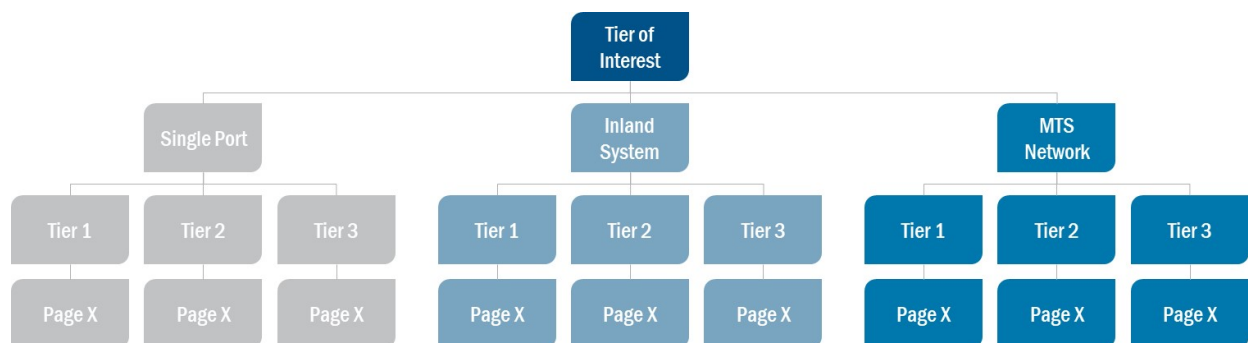 Tier of
Interest
Single Port
Inland
System
MTS
Network
Tier 1
Tier 2
Tier 3
Tier 1
Tier 2
Tier 3
Tier 1
Tier 2
Tier 3
Page X
Page X
Page X
Page X
Page X
Page X
Page X
Page X
Page X